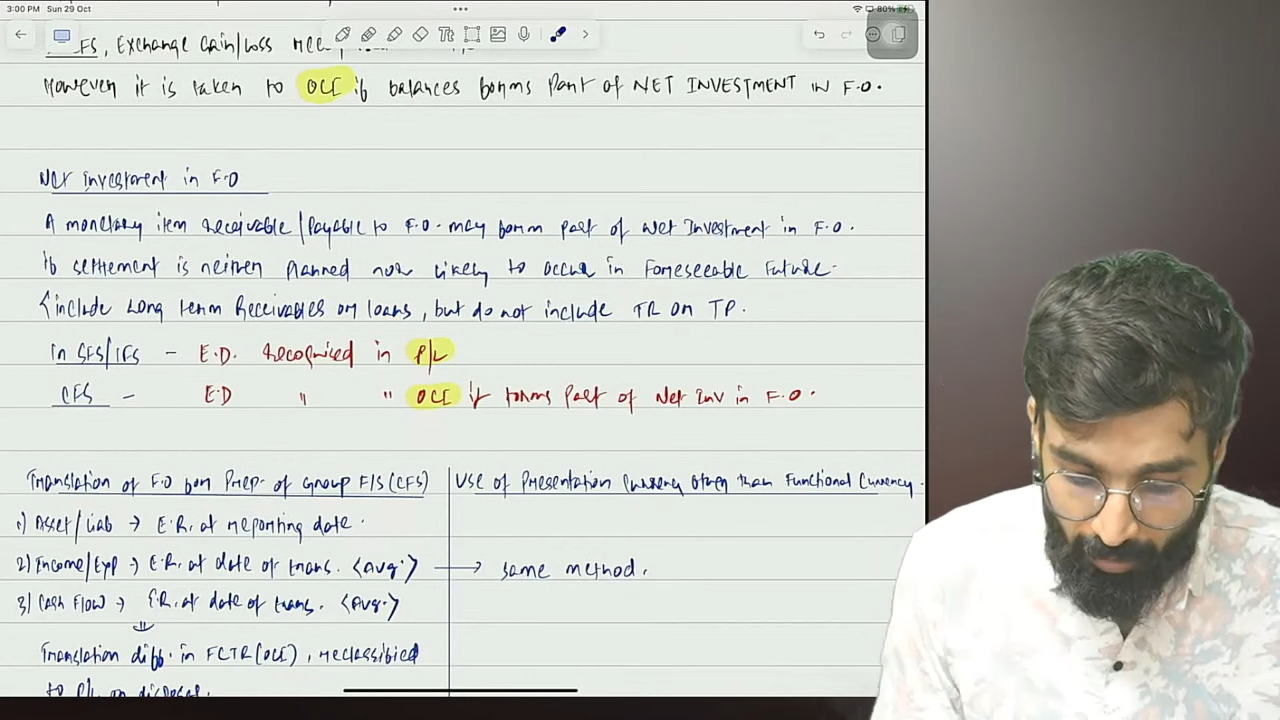 3:00 PM Sun 29 Oct
80%
FS, Exchange Gain/Loss
However it is taken to OCI if balances forms Part of NET INVESTMENT IN F.O.
Net investment in F.O
A monetary item Receivable/Payable to F.O. may form part of Net Investment in F.O.
if settlement is neither planned nor likely to occur in Foreseeable Future.
<include Long term Receivables or loans, but do not include TR or TP.
In SFS/IFS - E.D. Recognised in P/L
CFS - E.D " " OCI if forms Part of Net Inv in F.O.
Translation of F.O for Prep. of Group F/S (CFS)
Use of Presentation Currency other than Functional Currency.
1) Asset/Liab → E.R. at reporting date.
2) Income/Exp → E.R. at date of trans. <Avg.> → same method.
3) Cash Flow → E.R. at date of trans. <Avg.>
Translation diff. in FCTR(OCI), reclassified
to P/L on disposal.